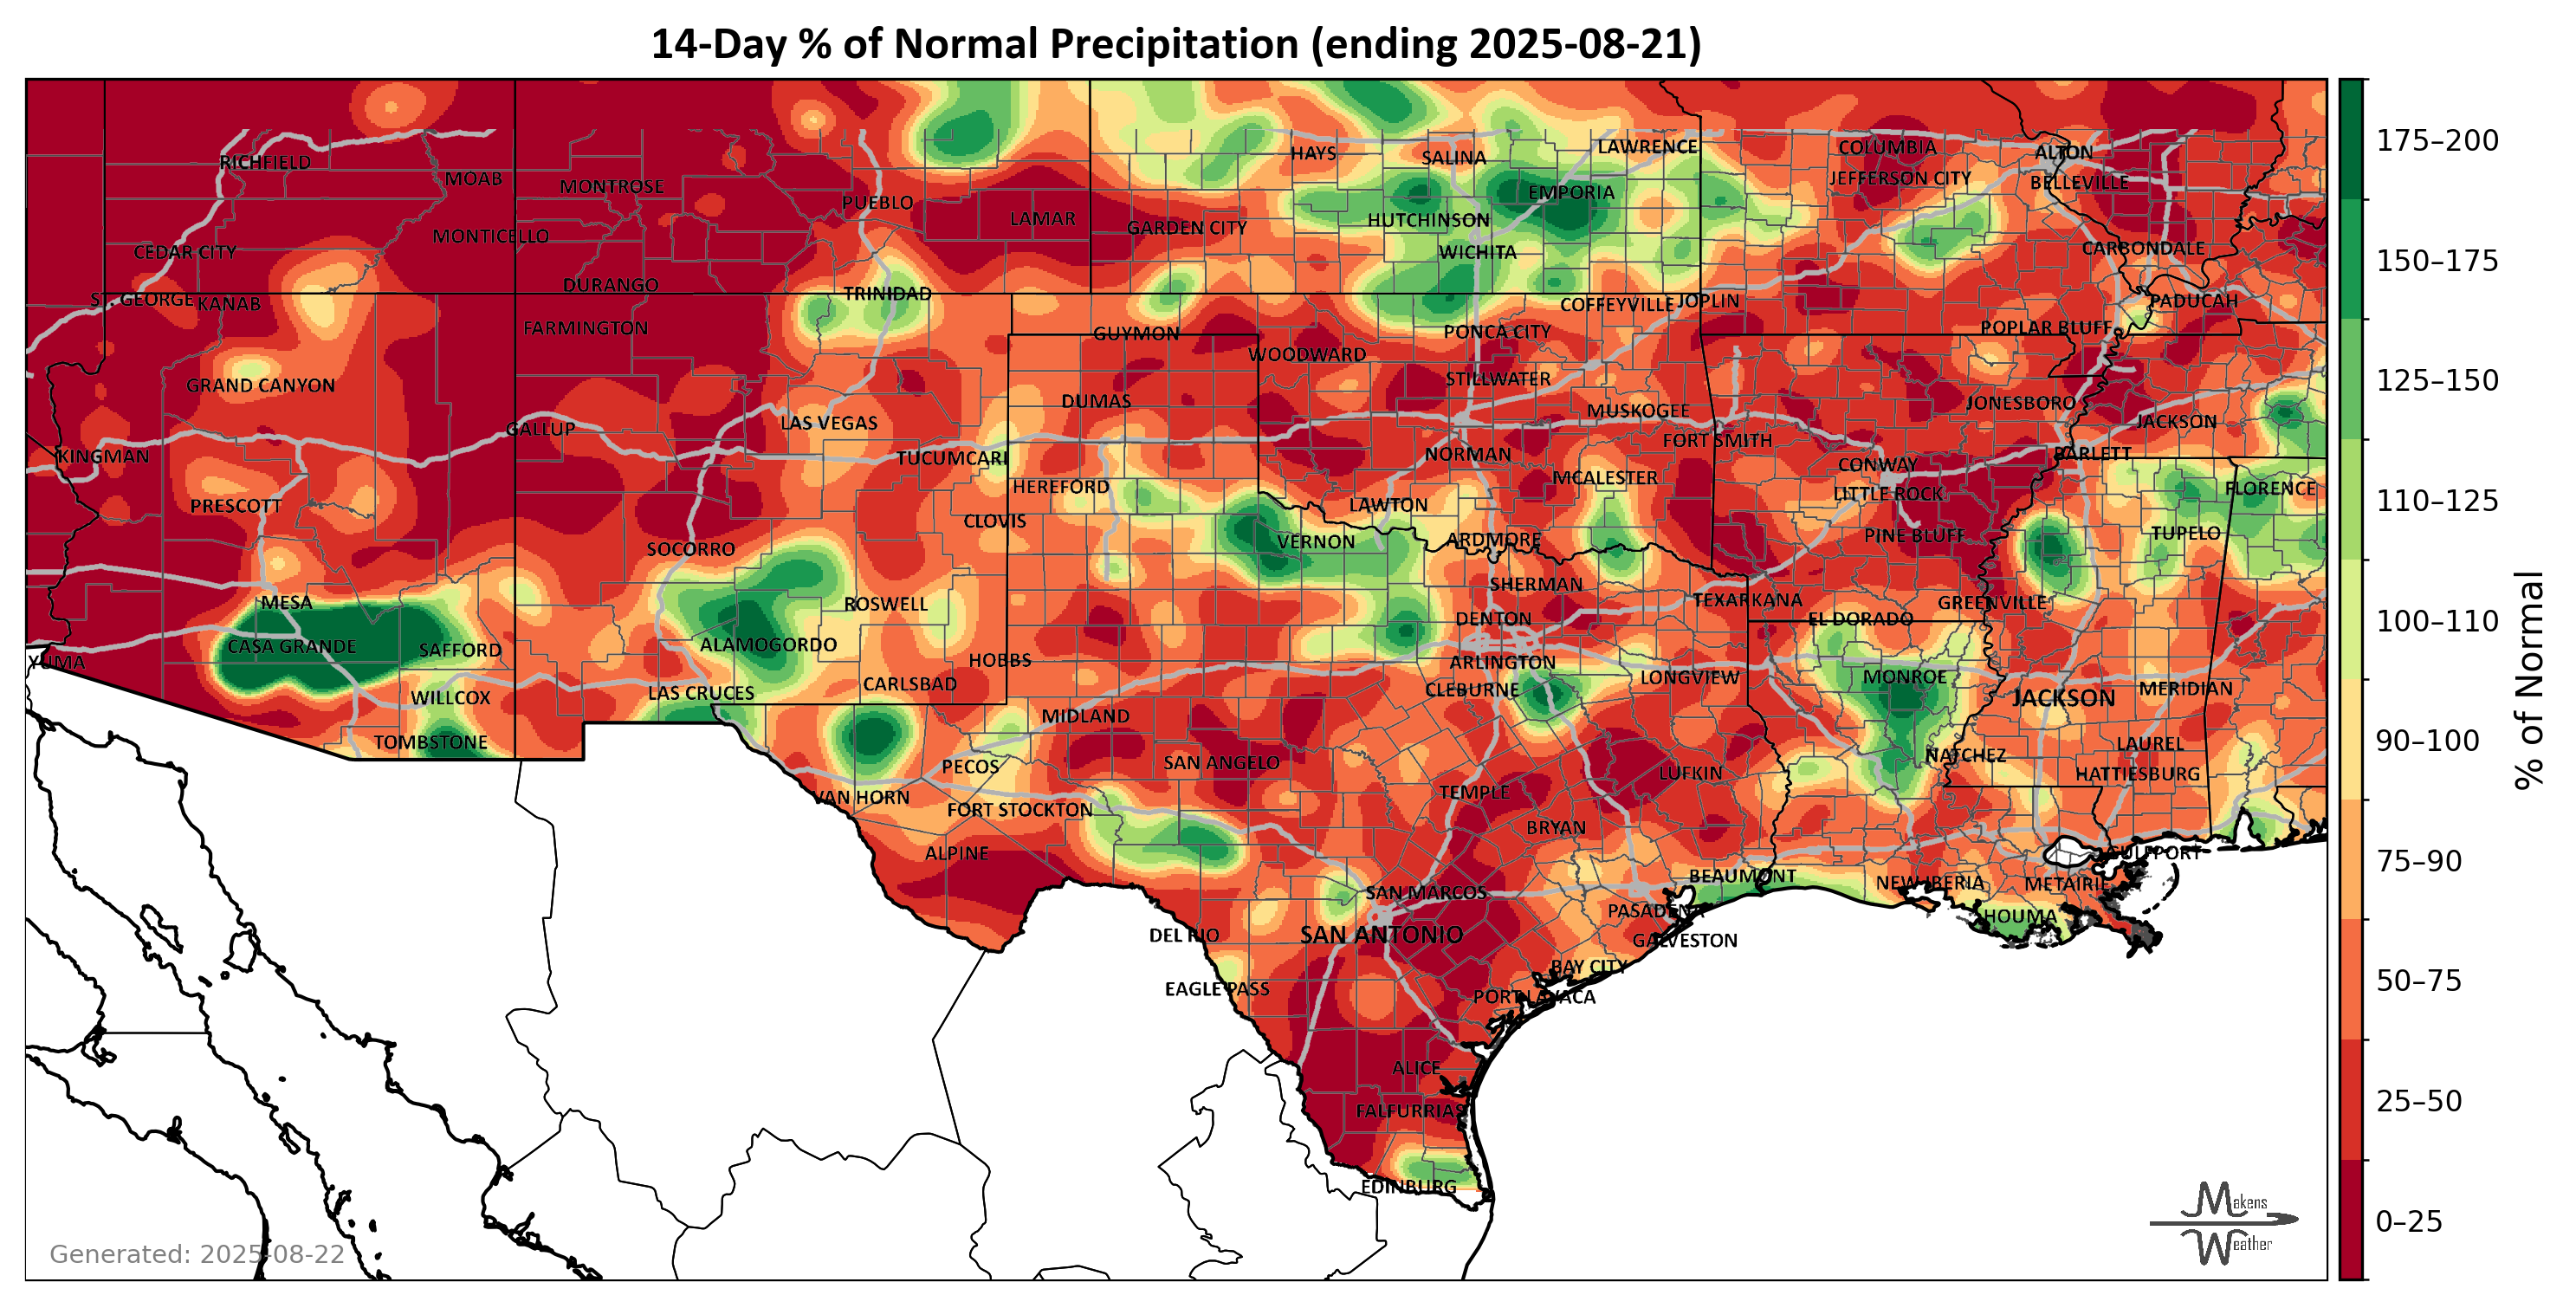 14-Day % of Normal Precipitation (ending 2025-08-21)
RICHFIELD
MOAB
MONTROSE
PUEBLO
LAMAR
HAYS
SALINA
LAWRENCE
COLUMBIA
ALTON
JEFFERSON CITY
BELLEVILLE
EMPORIA
HUTCHINSON
GARDEN CITY
WICHITA
CEDAR CITY
MONTICELLO
CARBONDALE
DURANGO
TRINIDAD
ST. GEORGE
KANAB
COFFEYVILLE
JOPLIN
PADUCAH
FARMINGTON
GUYMON
PONCA CITY
POPLAR BLUFF
WOODWARD
GRAND CANYON
STILLWATER
DUMAS
MUSKOGEE
JONESBORO
JACKSON
LAS VEGAS
GALLUP
FORT SMITH
KINGMAN
TUCUMCARI
NORMAN
BARLETT
CONWAY
HEREFORD
MCALESTER
LITTLE ROCK
FLORENCE
PRESCOTT
LAWTON
CLOVIS
VERNON
ARDMORE
PINE BLUFF
TUPELO
SOCORRO
SHERMAN
MESA
ROSWELL
TEXARKANA
GREENVILLE
DENTON
EL DORADO
CASA GRANDE
SAFFORD
ALAMOGORDO
HOBBS
ARLINGTON
YUMA
LAS CRUCES
CARLSBAD
CLEBURNE
LONGVIEW
MONROE
JACKSON
MERIDIAN
WILLCOX
MIDLAND
TOMBSTONE
PECOS
SAN ANGELO
LUFKIN
NATCHEZ
LAUREL
HATTIESBURG
VAN HORN
FORT STOCKTON
TEMPLE
BRYAN
ALPINE
GULFPORT
SAN MARCOS
BEAUMONT
NEW IBERIA
METAIRIE
PASADENA
HOUMA
DEL RIO
SAN ANTONIO
GALVESTON
BAY CITY
EAGLE PASS
PORT LAVACA
ALICE
FALFURRIAS
EDINBURG
175–200
150–175
125–150
110–125
100–110
90–100
75–90
50–75
25–50
0–25
% of Normal
Generated: 2025-08-22
Makens
Weather